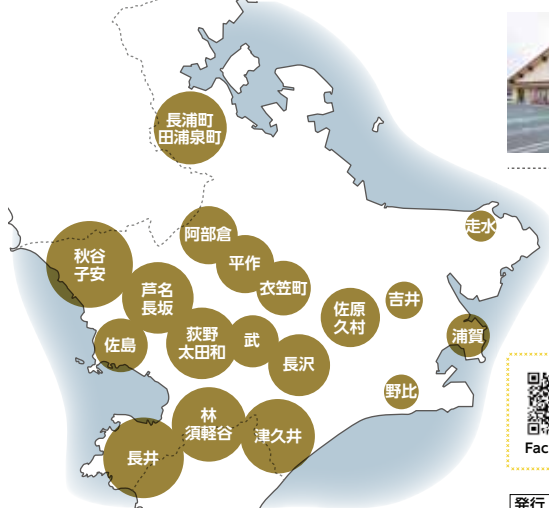 長浦町
田浦泉町
走水
阿部倉
秋谷
子安
平作
衣笠町
芦名
長坂
吉井
佐原
久村
浦賀
荻野
太田和
武
佐島
長沢
野比
林
須軽谷
津久井
長井
Fac
発行